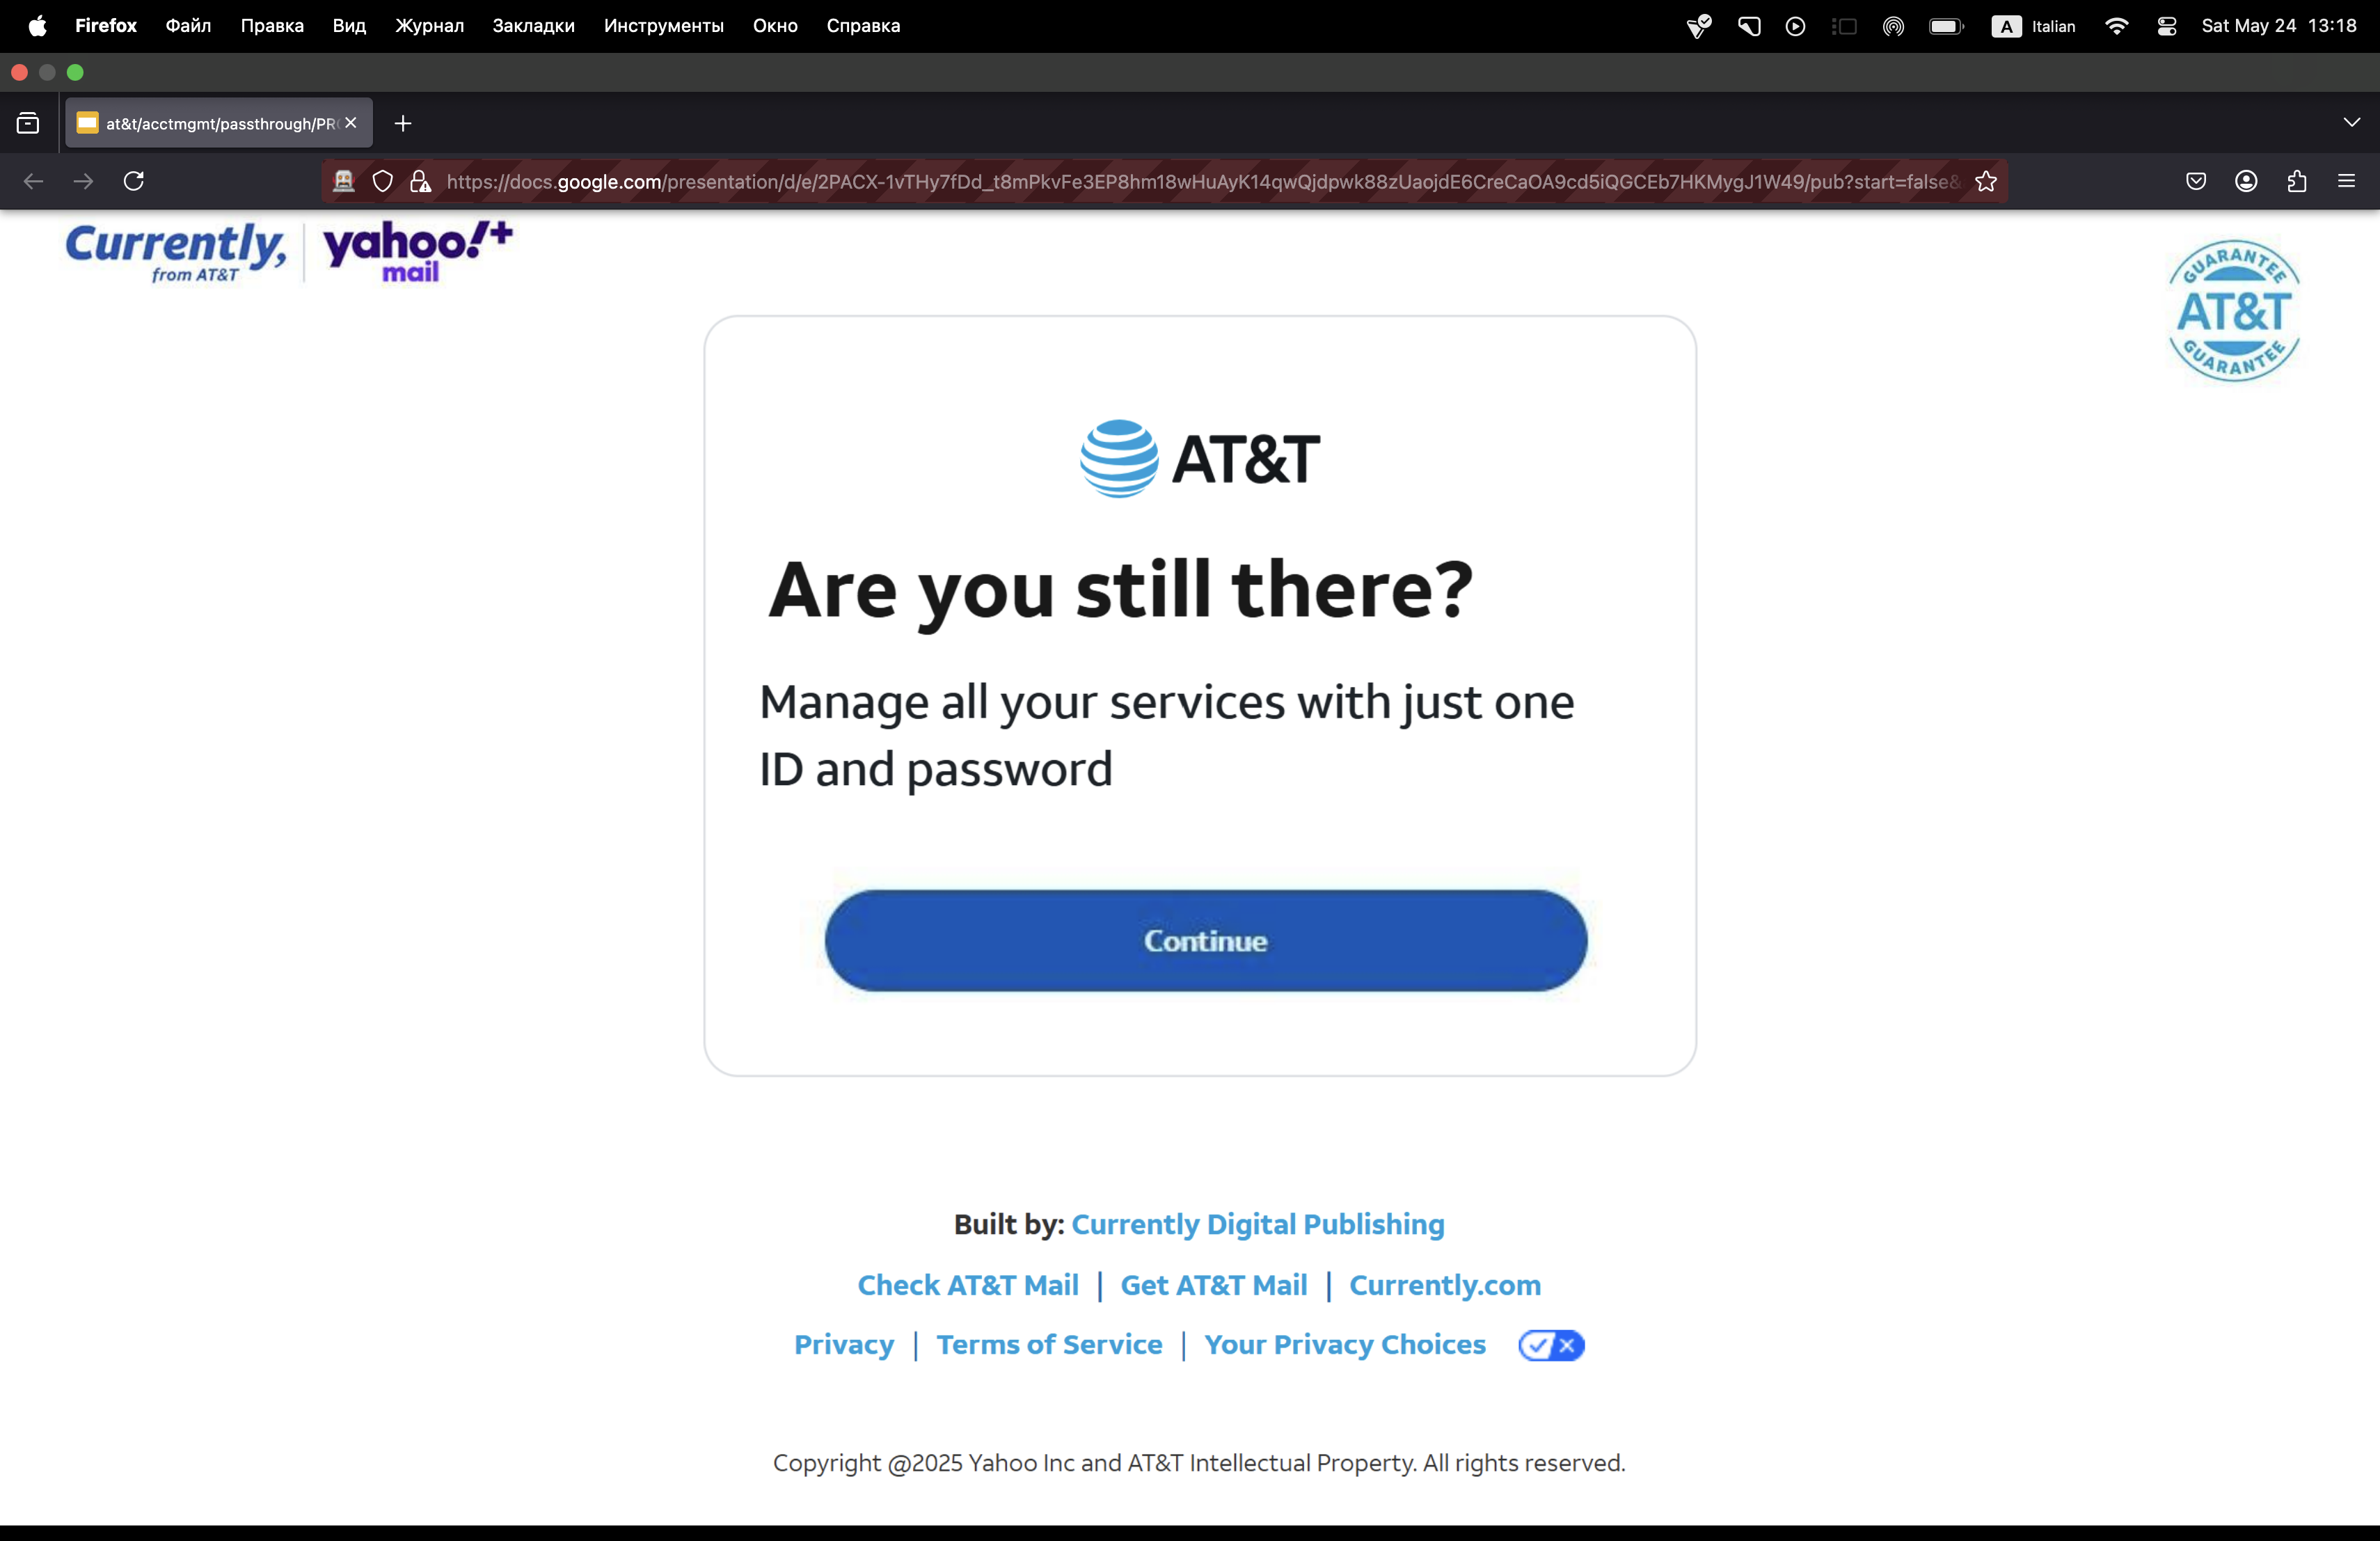 Firefox Файл Правка Вид Журнал Закладки Инструменты Окно Справка A Italian Sat May 24 13:18
at&t/acctmgmt/passthrough/PR
https://docs.google.com/presentation/d/e/2PACX-1vTHy7fDd_t8mPkvFe3EP8hm18wHuAyK14qwQjdpwk88zUaojdE6CreCaOA9cd5iQGCEb7HKMygJ1W49/pub?start=false&
Currently,
from AT&T
yahoo!+
mail
GUARANTEE
AT&T
GUARANTEE
AT&T
Are you still there?
Manage all your services with just one
ID and password
Continue
Built by: Currently Digital Publishing
Check AT&T Mail | Get AT&T Mail | Currently.com
Privacy | Terms of Service | Your Privacy Choices
Copyright @2025 Yahoo Inc and AT&T Intellectual Property. All rights reserved.